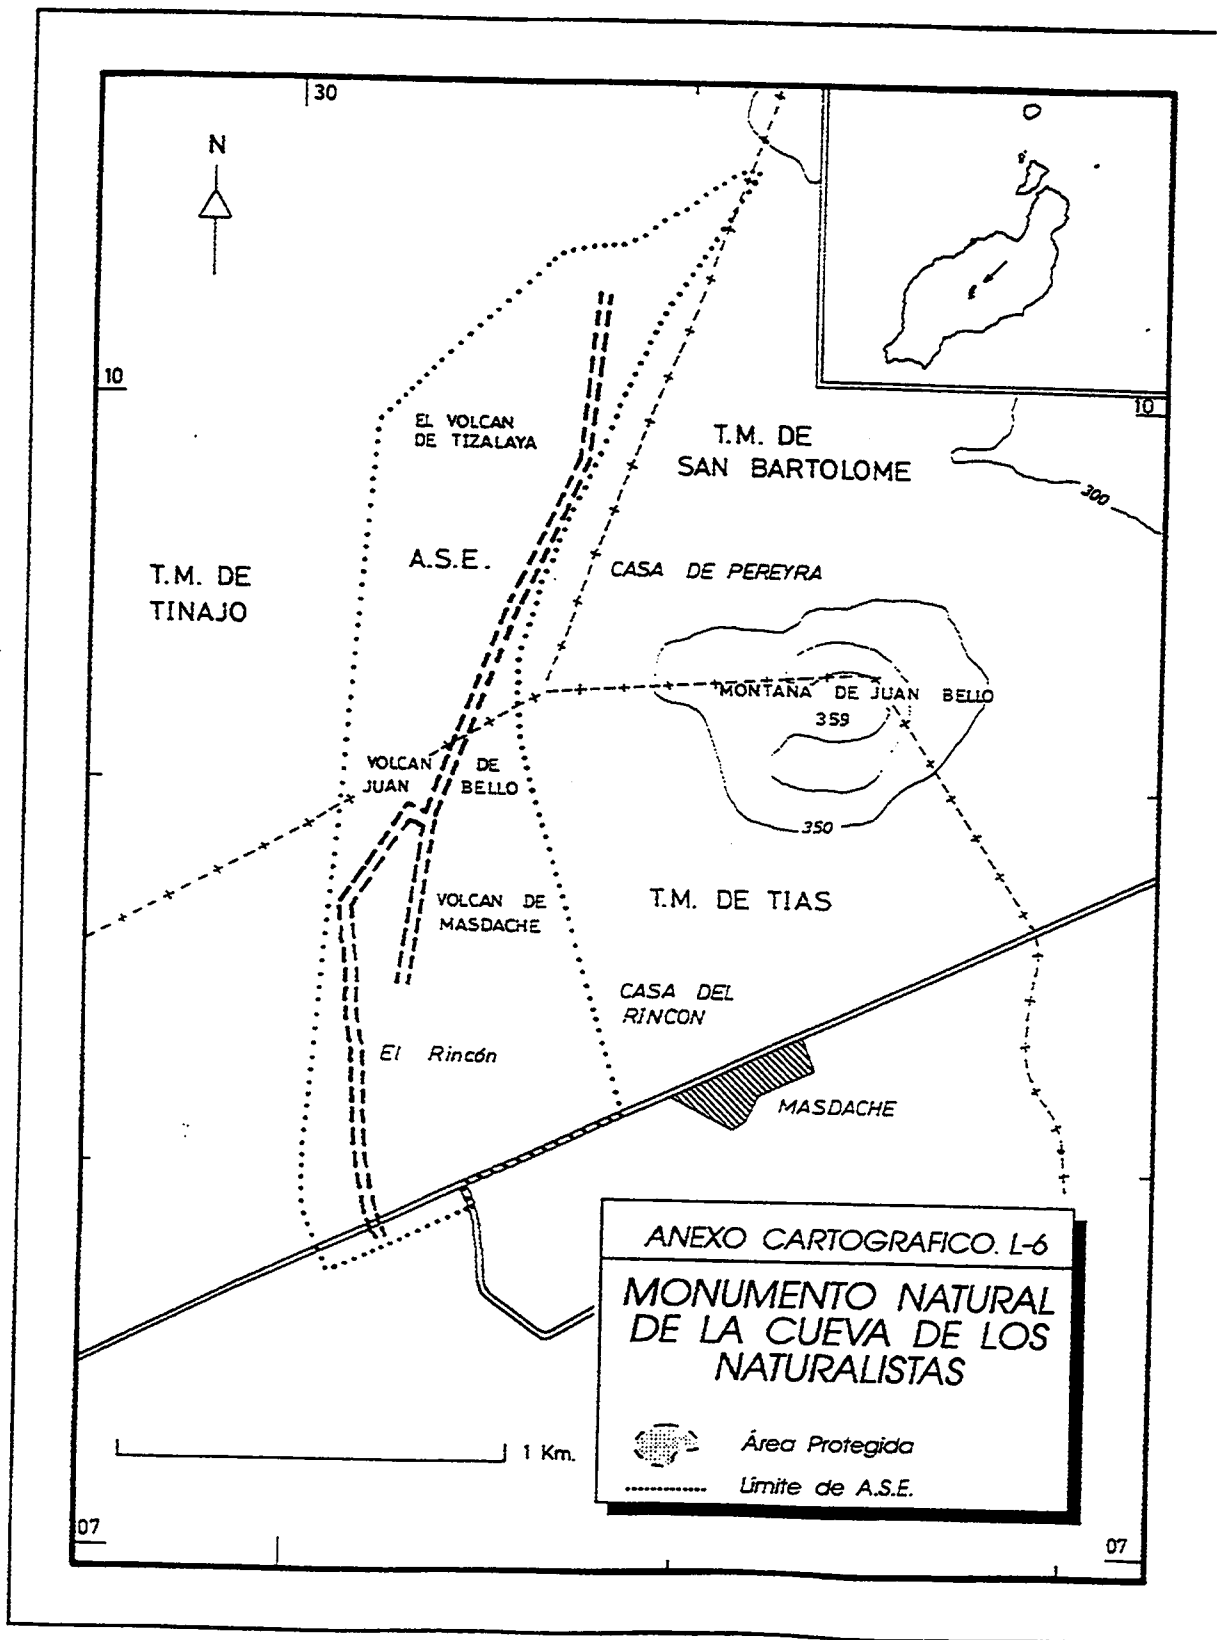 30
N
10
10
EL VOLCAN
DE TIZALAYA
T.M. DE
SAN BARTOLOME
300
A.S.E.
CASA DE PEREYRA
T.M. DE
TINAJO
MONTAÑA DE JUAN BELLO
359
VOLCAN DE
JUAN BELLO
350
VOLCAN DE
MASDACHE
T.M. DE TIAS
CASA DEL
RINCON
El Rincón
MASDACHE
ANEXO CARTOGRAFICO. L-6
MONUMENTO NATURAL
DE LA CUEVA DE LOS
NATURALISTAS
Área Protegida
Límite de A.S.E.
1 Km.
07
07